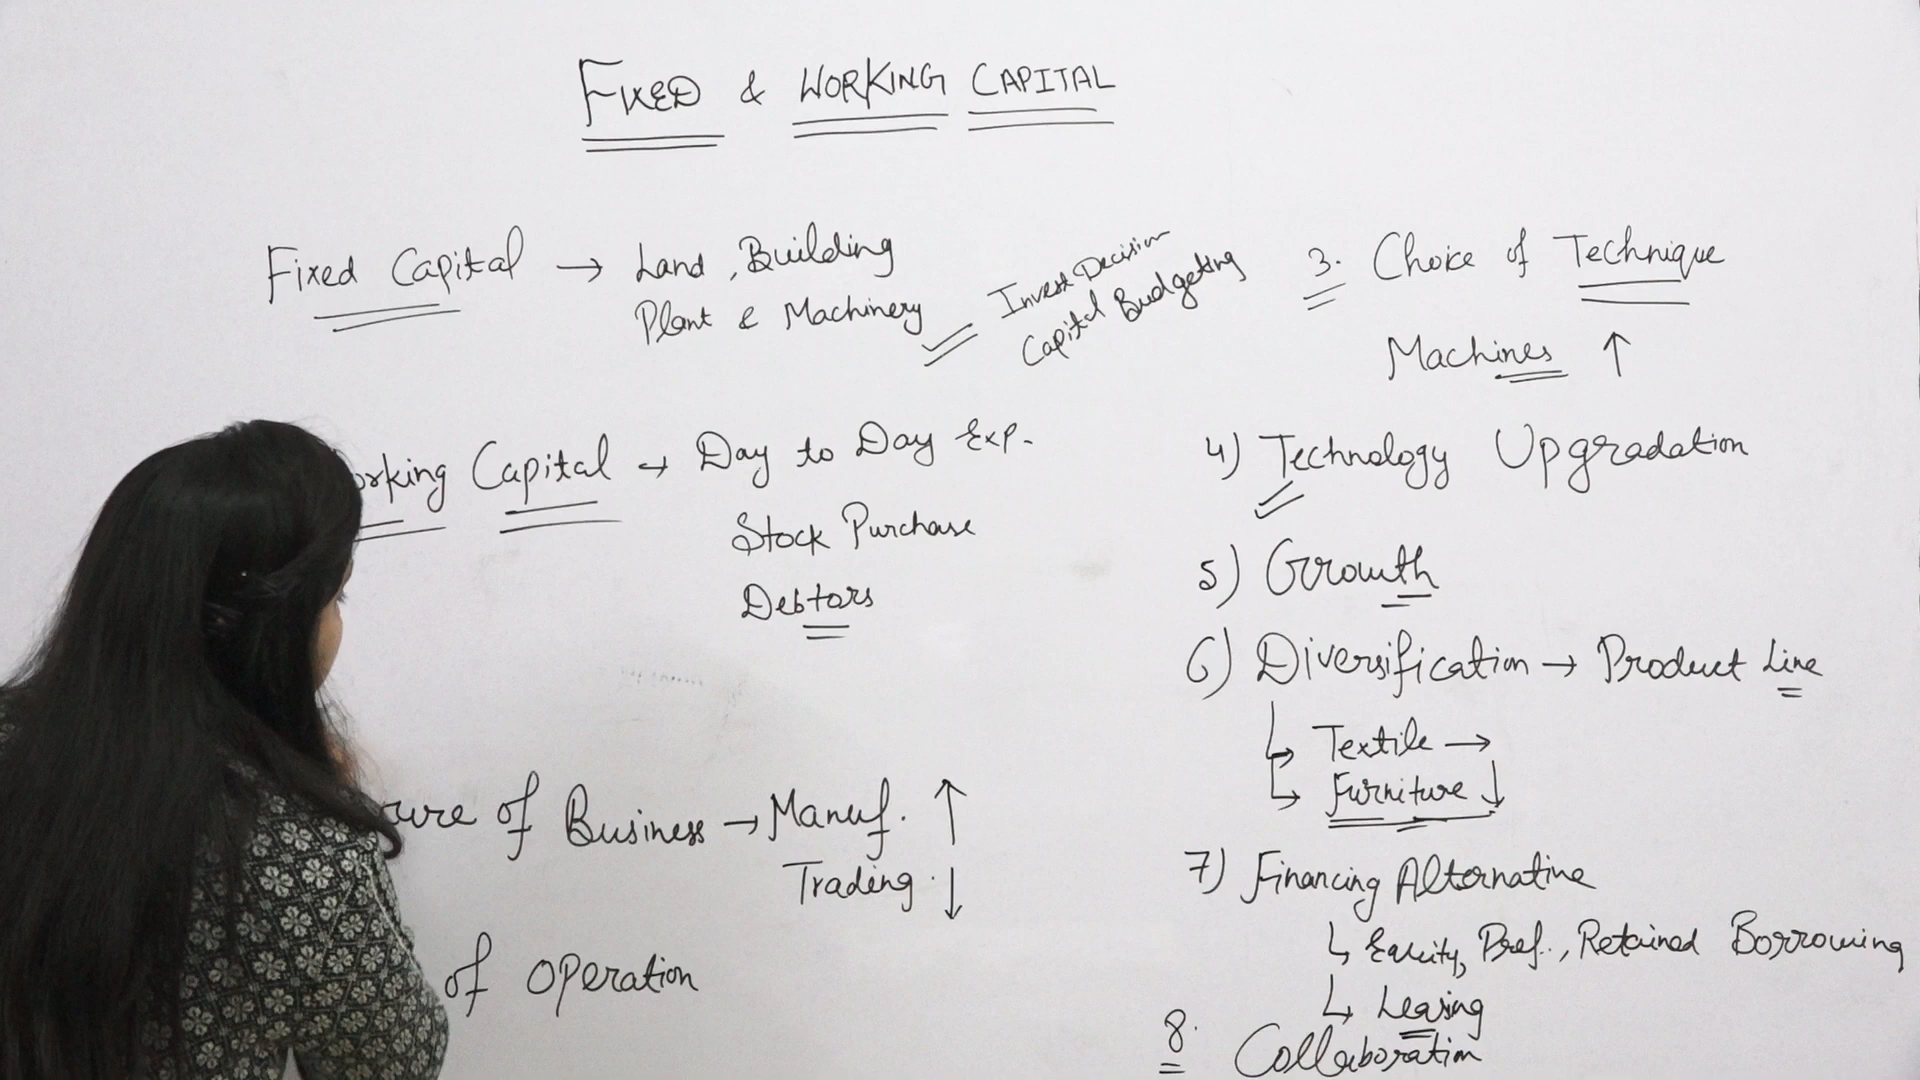 FIXED & WORKING CAPITAL
Fixed Capital → Land, Building
Plant & Machinery
Invest Decision
Capital Budgeting
orking Capital → Day to Day Exp.
Stock Purchase
Debtors
ure of Business → Manuf. ↑
Trading. ↓
of Operation
3. Choice of Technique
Machines ↑
4) Technology Upgradation
5) Growth
6) Diversification → Product Line
↳ Textile →
↳ Furniture ↓
7) Financing Alternative
↳ Equity, Pref., Retained Borrowing
↳ Leasing
8. Collaboration